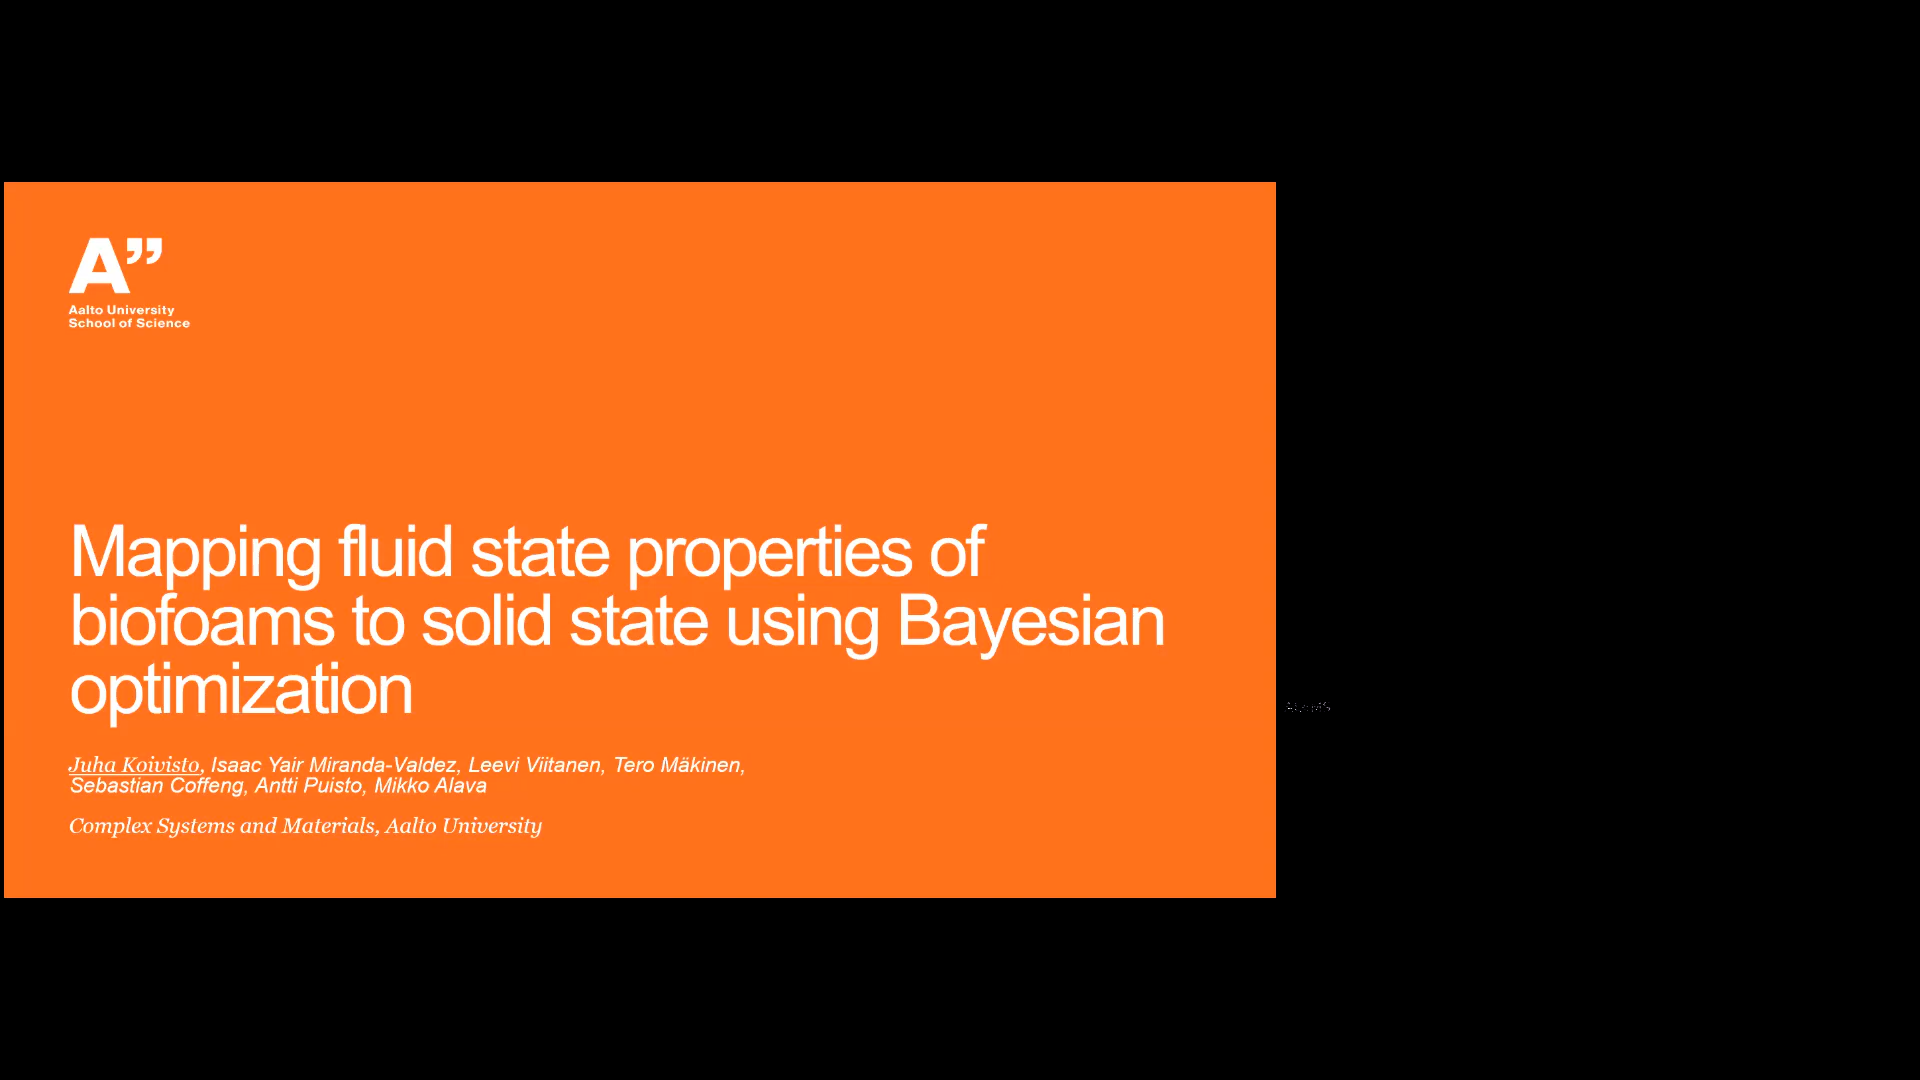 A”
Aalto University
School of Science
Mapping fluid state properties of
biofoams to solid state using Bayesian
optimization
Juha Koivisto, Isaac Yair Miranda-Valdez, Leevi Viitanen, Tero Mäkinen,
Sebastian Coffeng, Antti Puisto, Mikko Alava
Complex Systems and Materials, Aalto University